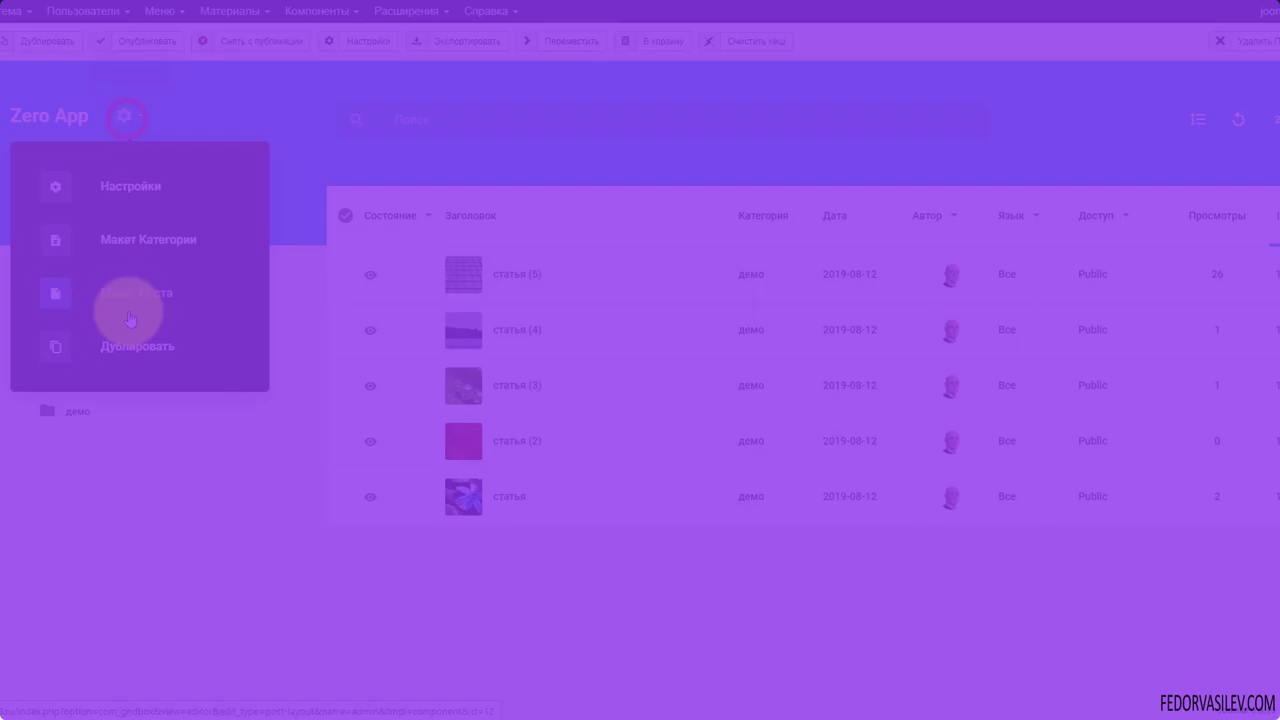 Пользователи Меню Материалы Компоненты Расширения Справка
Дублировать Опубликовать Снять с публикации Настройки Экспортировать Переместить В корзину Очистить кеш Удалить
Zero App Поиск
Настройки
Макет Категории
Дублировать
демо
Состояние Заголовок Категория Дата Автор Язык Доступ Просмотры
статья (5) демо 2019-08-12 Все Public 26
статья (4) демо 2019-08-12 Все Public 1
статья (3) демо 2019-08-12 Все Public 1
статья (2) демо 2019-08-12 Все Public 0
статья демо 2019-08-12 Все Public 2
FEDORVASILEV.COM